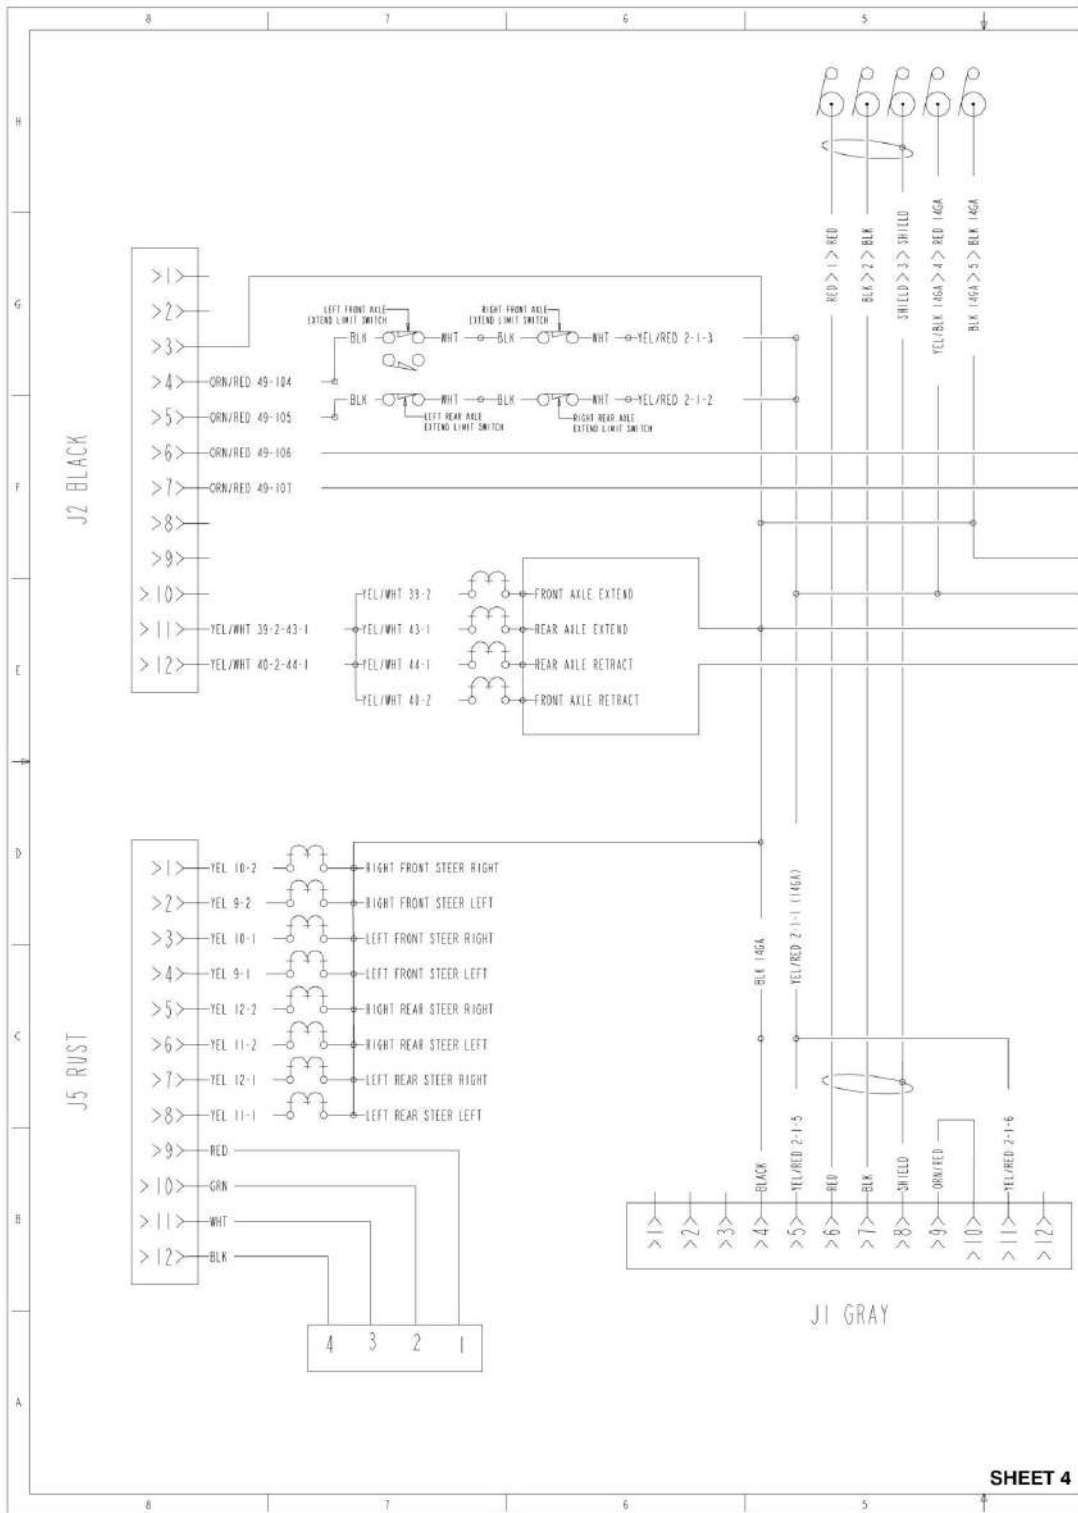 8 7 6 5
H
G
F
E
D
C
B
A
RED >1> RED
BLK >2> BLK
SHIELD >3> SHIELD
YEL/BLK 14GA >4> RED 14GA
BLK 14GA >5> BLK 14GA
J2 BLACK
>1>
>2>
>3>
>4> ORN/RED 49-104
>5> ORN/RED 49-105
>6> ORN/RED 49-106
>7> ORN/RED 49-107
>8>
>9>
>10>
>11> YEL/WHT 39-2-43-1
>12> YEL/WHT 40-2-44-1
LEFT FRONT AXLE
EXTEND LIMIT SWITCH
RIGHT FRONT AXLE
EXTEND LIMIT SWITCH
BLK WHT BLK WHT YEL/RED 2-1-3
BLK WHT BLK WHT YEL/RED 2-1-2
LEFT REAR AXLE
EXTEND LIMIT SWITCH
RIGHT REAR AXLE
EXTEND LIMIT SWITCH
YEL/WHT 39-2 FRONT AXLE EXTEND
YEL/WHT 43-1 REAR AXLE EXTEND
YEL/WHT 44-1 REAR AXLE RETRACT
YEL/WHT 40-2 FRONT AXLE RETRACT
J5 RUST
>1> YEL 10-2 RIGHT FRONT STEER RIGHT
>2> YEL 9-2 RIGHT FRONT STEER LEFT
>3> YEL 10-1 LEFT FRONT STEER RIGHT
>4> YEL 9-1 LEFT FRONT STEER LEFT
>5> YEL 12-2 RIGHT REAR STEER RIGHT
>6> YEL 11-2 RIGHT REAR STEER LEFT
>7> YEL 12-1 LEFT REAR STEER RIGHT
>8> YEL 11-1 LEFT REAR STEER LEFT
>9> RED
>10> GRN
>11> WHT
>12> BLK
4 3 2 1
BLK 14GA
YEL/RED 2-1-1 (14GA)
BLACK
YEL/RED 2-1-5
RED
BLK
SHIELD
ORN/RED
YEL/RED 2-1-6
>1> >2> >3> >4> >5> >6> >7> >8> >9> >10> >11> >12>
J1 GRAY
SHEET 4
8 7 6 5